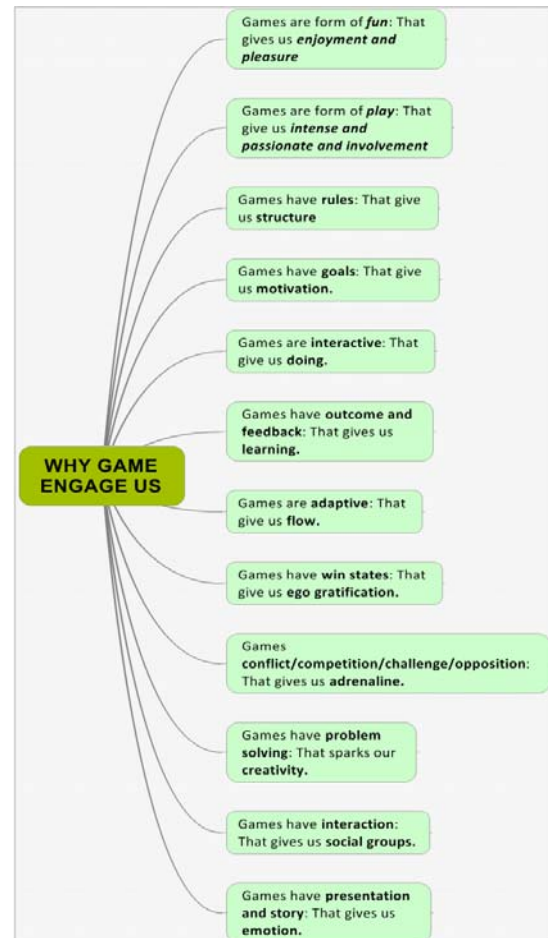 Games are form of fun: That
gives us enjoyment and
pleasure
Games are form of play: That
give us intense and
passionate and involvement
Games have rules: That give
us structure
Games have goals: That give
us motivation.
Games are interactive: That
give us doing.
Games have outcome and
feedback: That gives us
learning.
WHY GAME
ENGAGE US
Games are adaptive: That
give us flow.
Games have win states: That
give us ego gratification.
Games
conflict/competition/challenge/opposition:
That gives us adrenaline.
Games have problem
solving: That sparks our
creativity.
Games have interaction:
That gives us social groups.
Games have presentation
and story: That gives us
emotion.